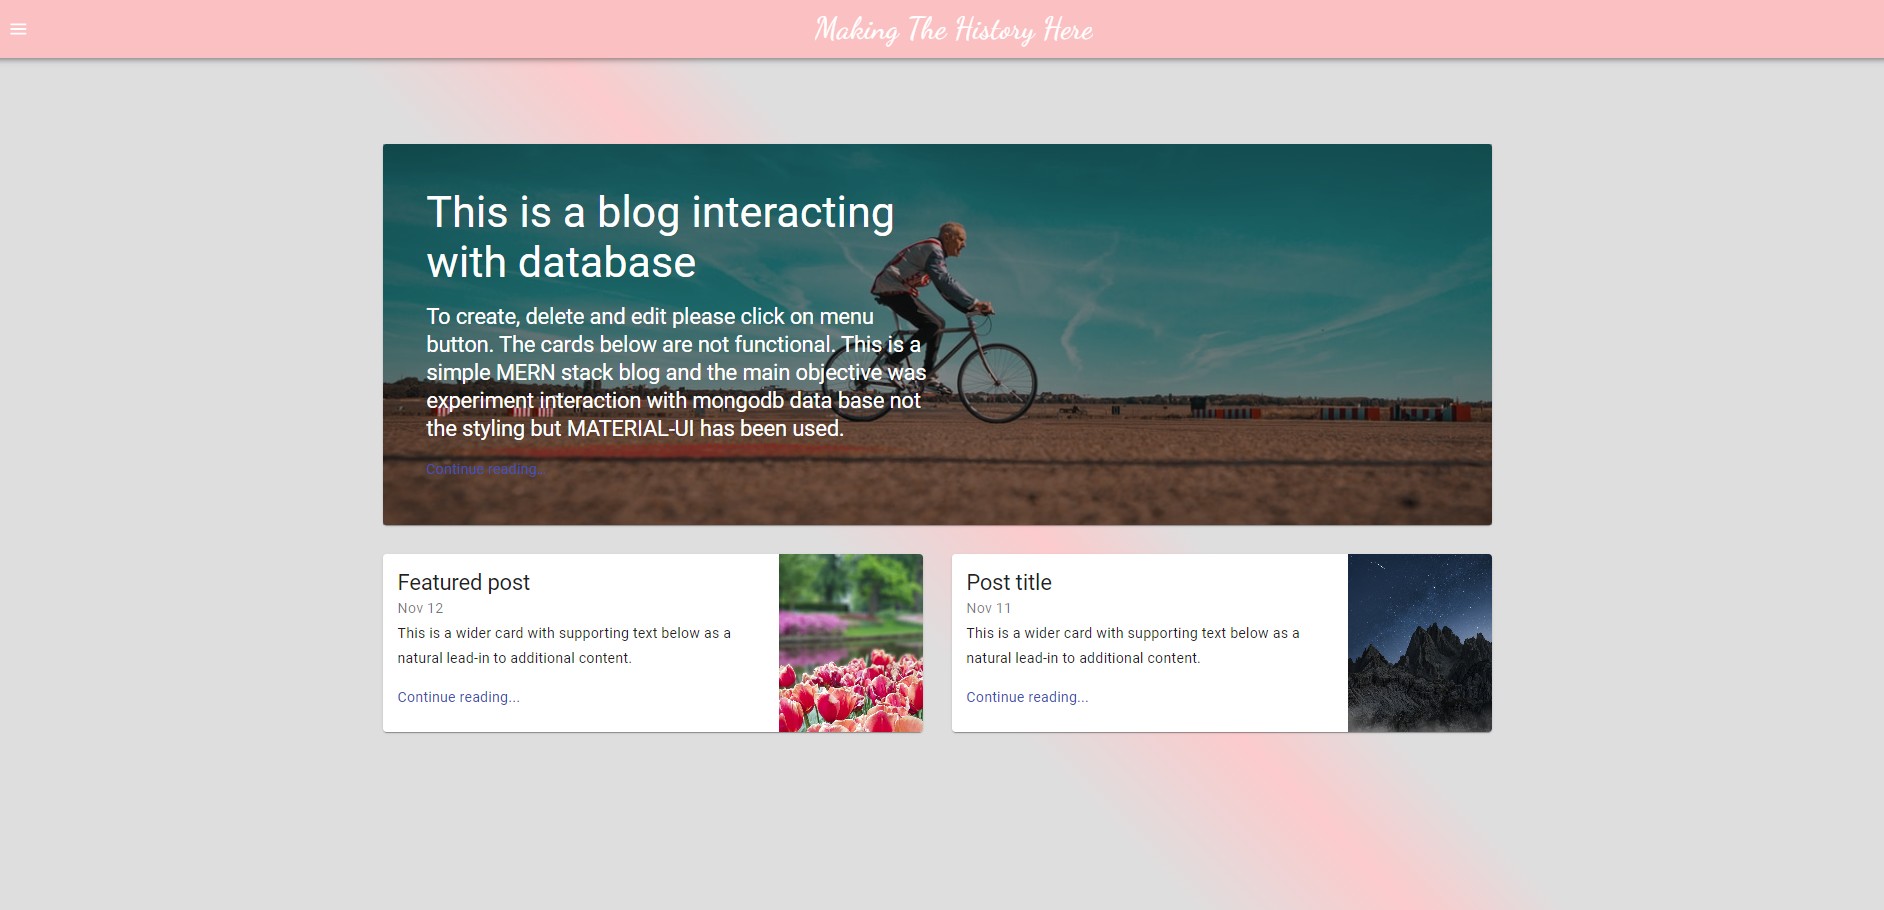 Making The History Here
This is a blog interacting
with database
To create, delete and edit please click on menu
button. The cards below are not functional. This is a
simple MERN stack blog and the main objective was
experiment interaction with mongodb data base not
the styling but MATERIAL-UI has been used.
Continue reading...
Featured post
Nov 12
This is a wider card with supporting text below as a
natural lead-in to additional content.
Continue reading...
Post title
Nov 11
This is a wider card with supporting text below as a
natural lead-in to additional content.
Continue reading...